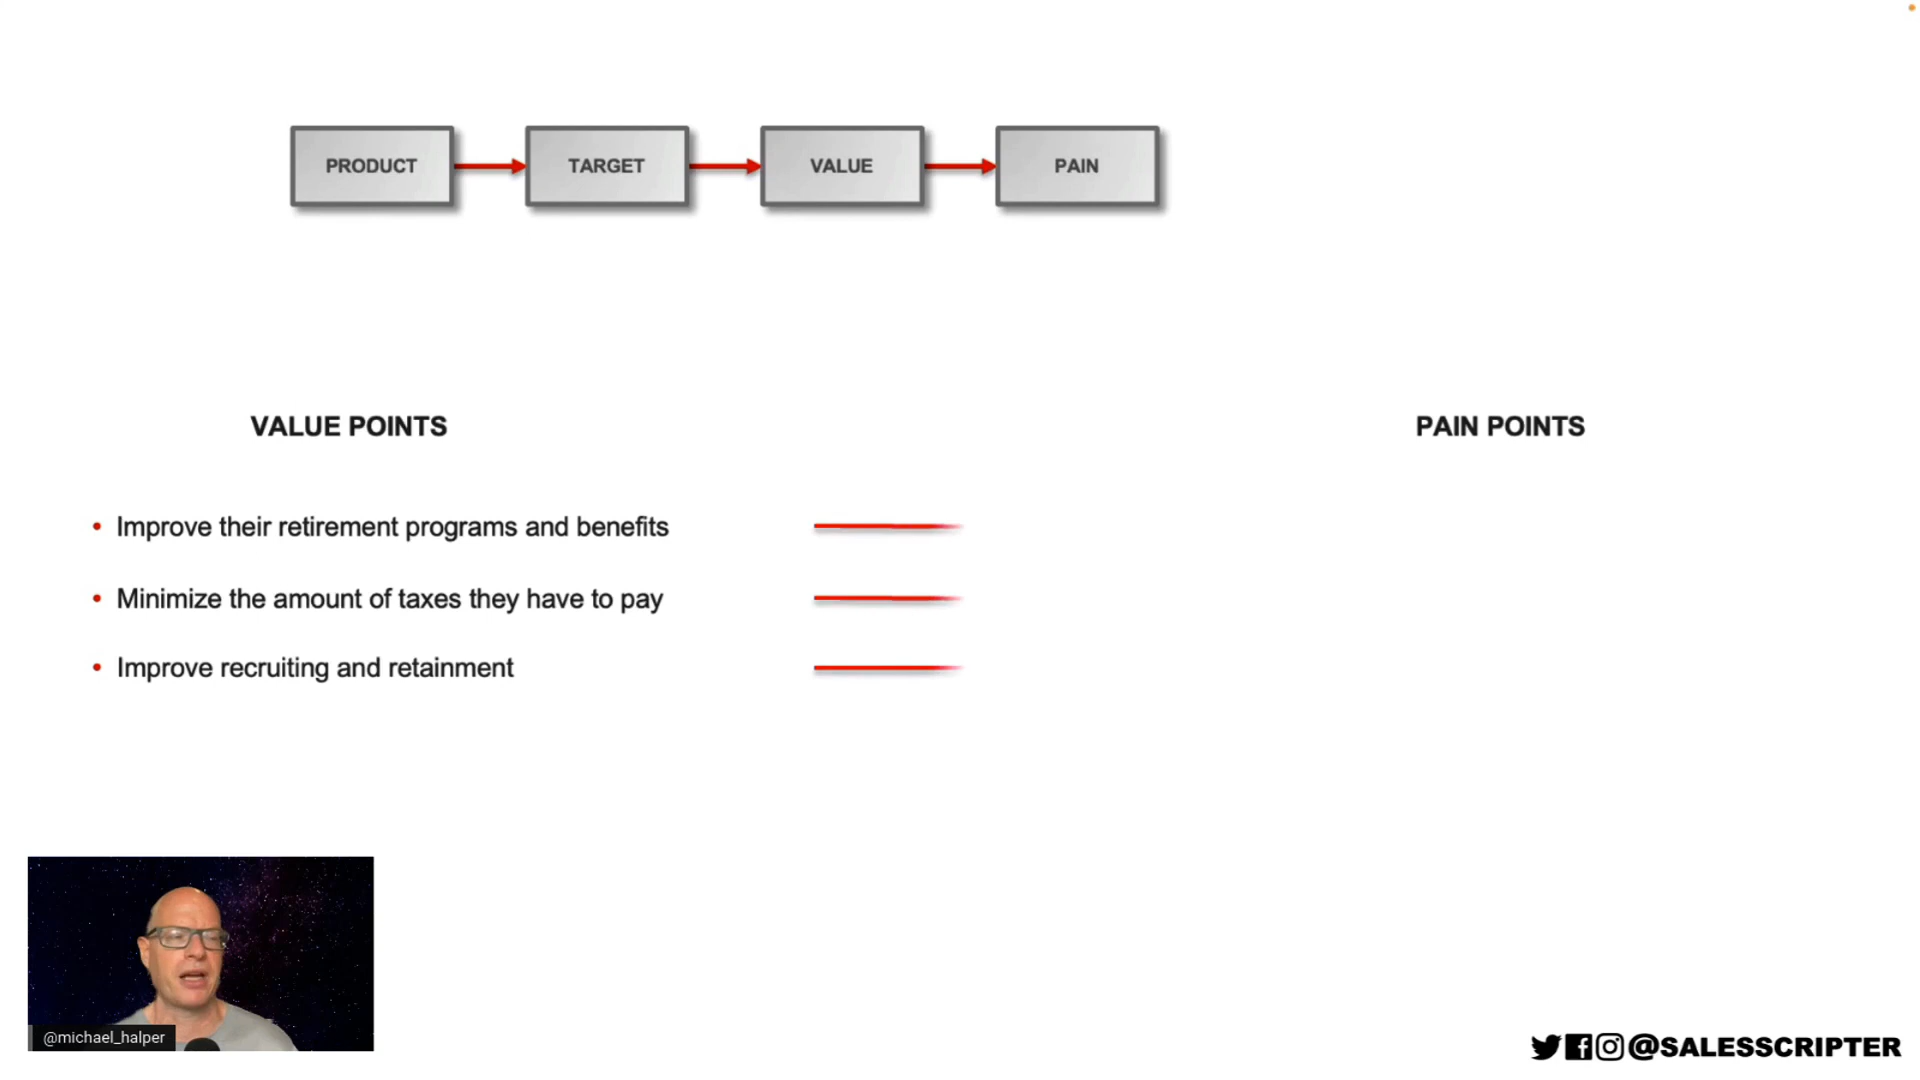 PRODUCT
TARGET
VALUE
PAIN
VALUE POINTS
PAIN POINTS
• Improve their retirement programs and benefits
• Minimize the amount of taxes they have to pay
• Improve recruiting and retainment
@michael_halper
@SALESSCRIPTER